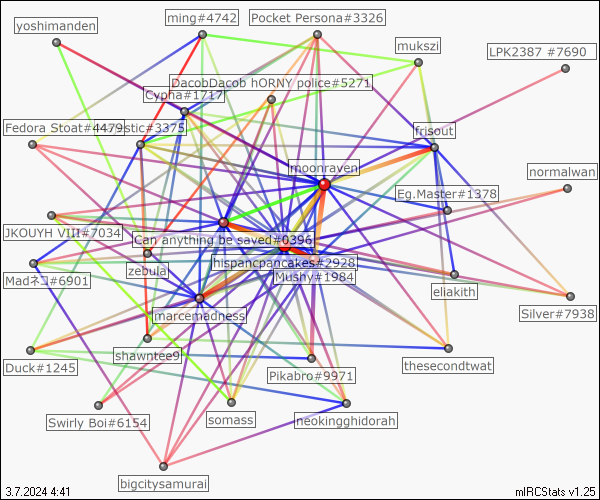 ming#4742
Pocket Persona#3326
yoshimanden
mukszi
LPK2387 #7690
DacobDacob hORNY police#5271
Cypha#1717
Fedora Stoat#4479
stic#3375
frisout
moonraven
normalwan
Eg.Master#1378
JKOUYH VIII#7034
Can anything be saved#0396
hispancpancakes#2928
zebula
Mushy#1984
Madネコ#6901
eliakith
Silver#7938
marcemadness
shawntee9
thesecondtwat
Duck#1245
Pikabro#9971
Swirly Boi#6154
somass
neokingghidorah
bigcitysamurai
3.7.2024 4:41
mIRCStats v1.25